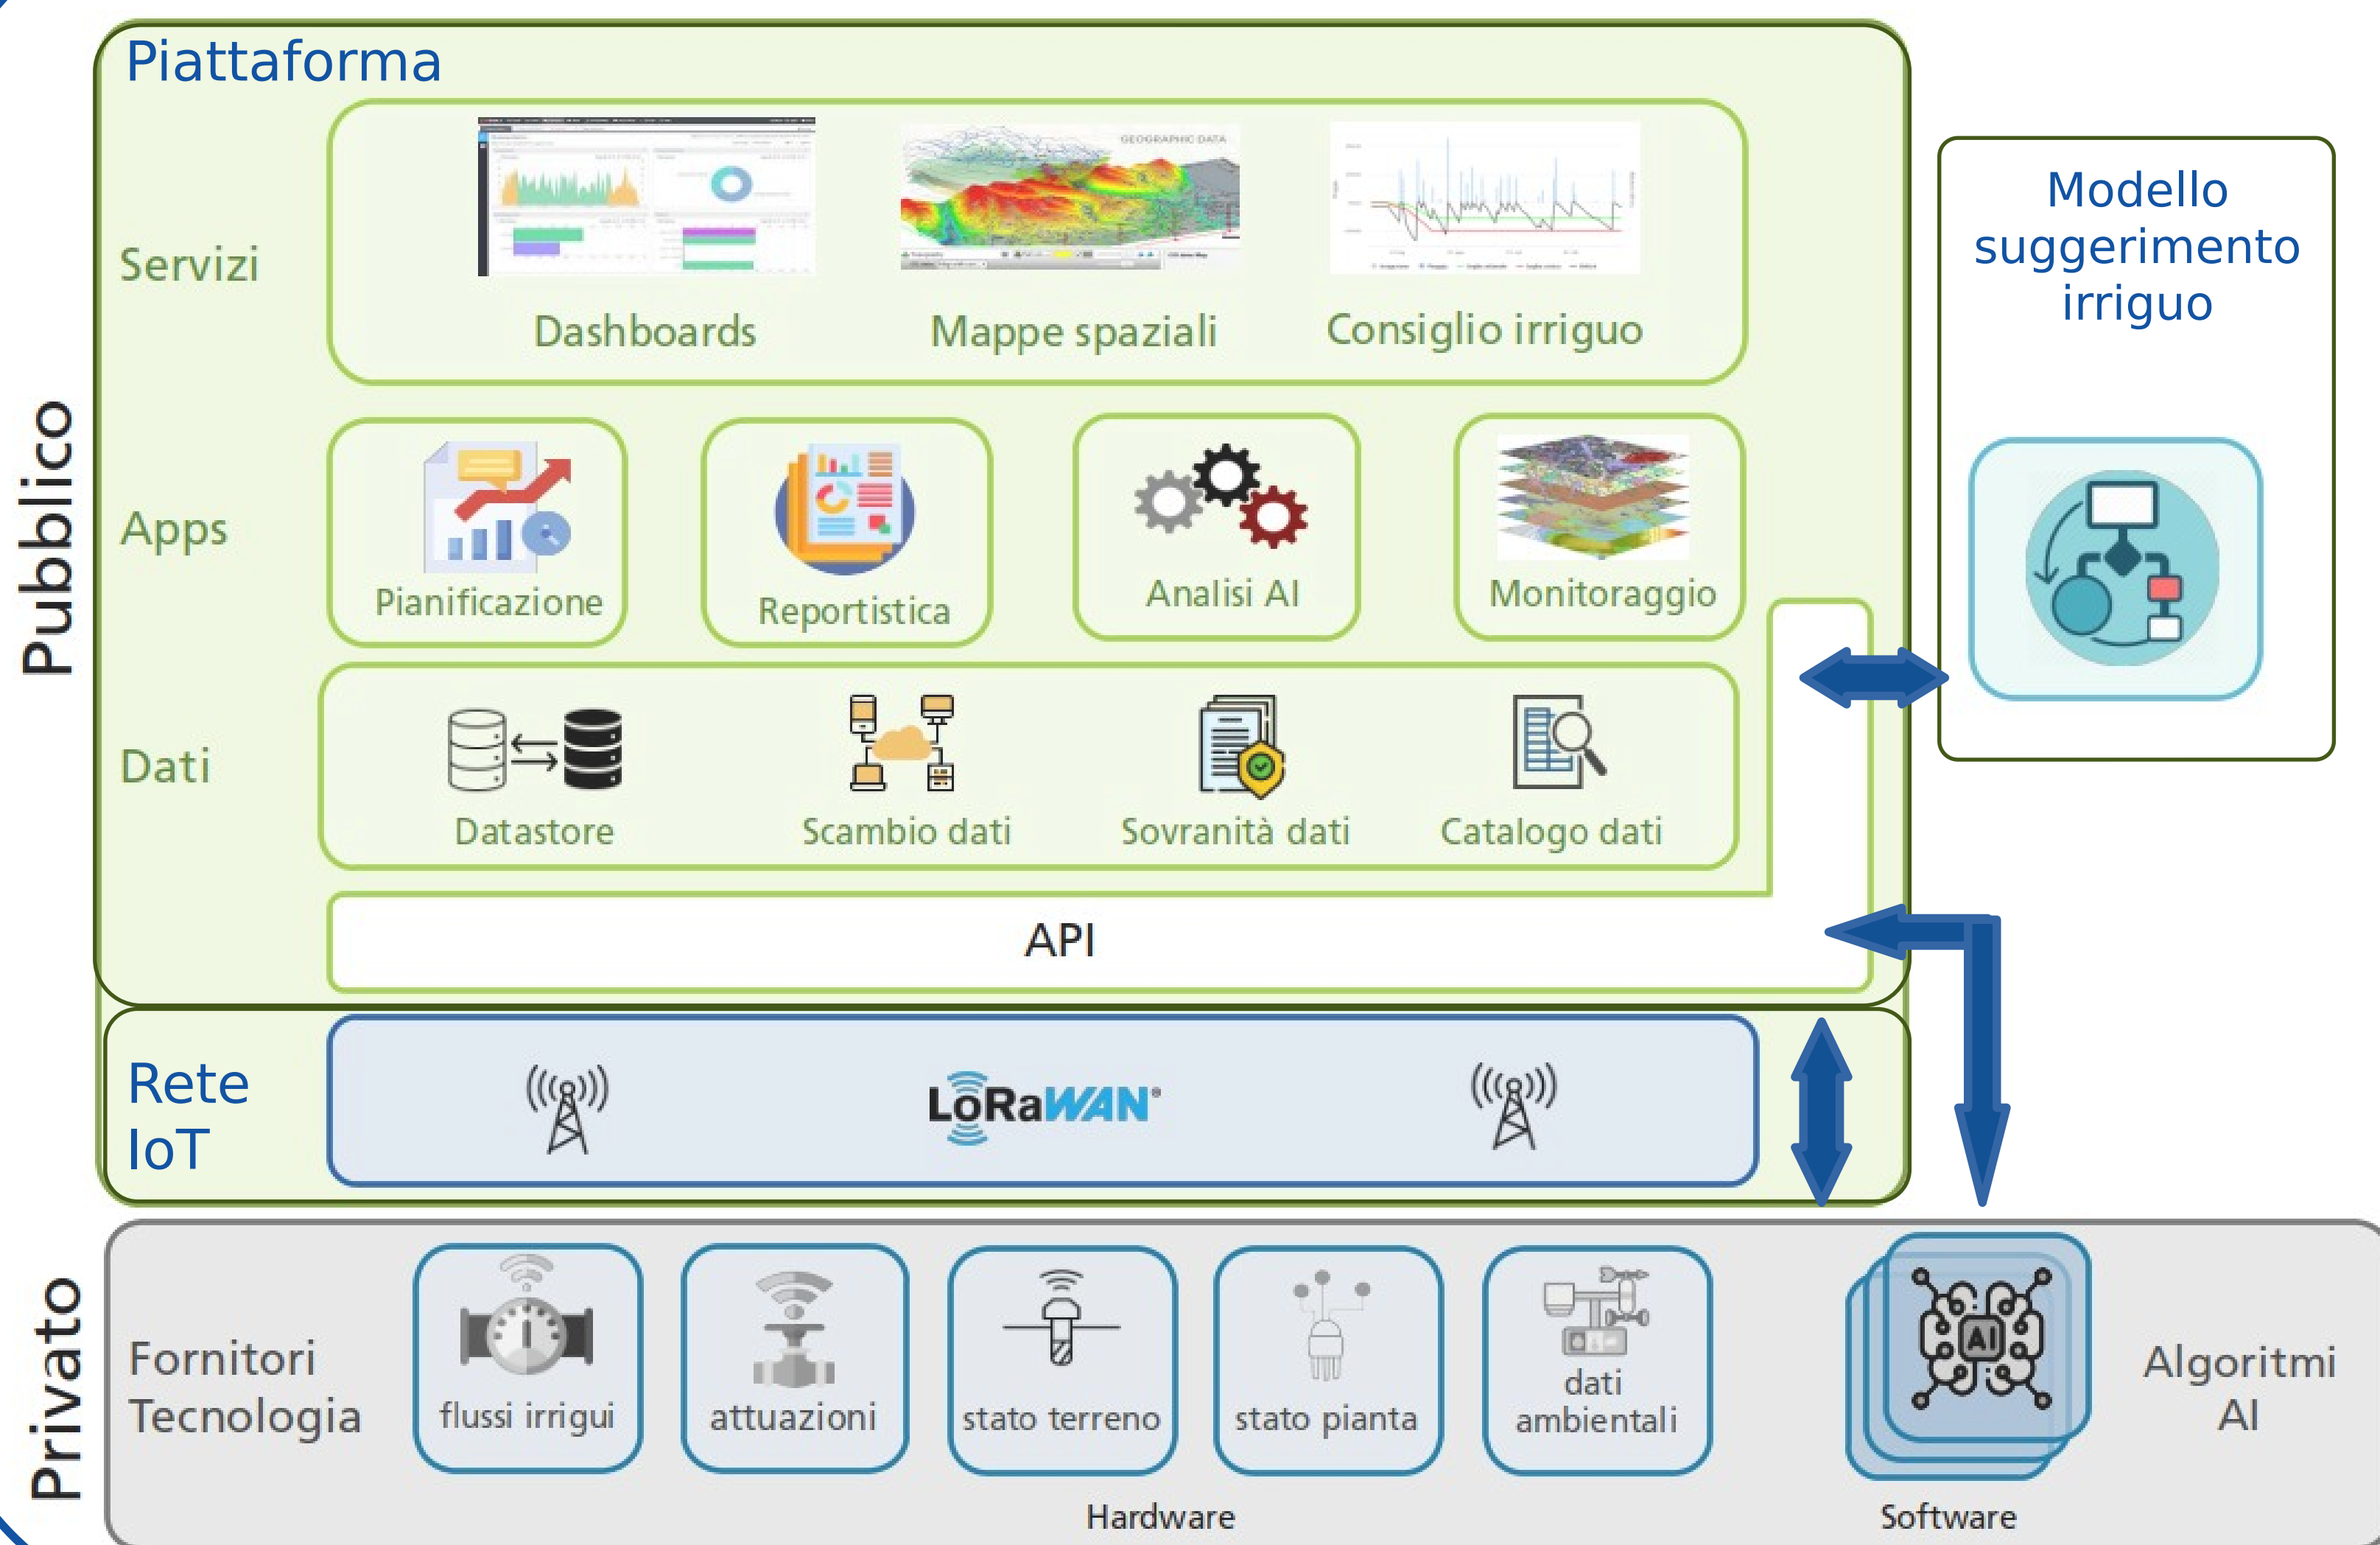 Piattaforma
Pubblico
Servizi
GEOGRAPHIC DATA
Dashboards
Mappe spaziali
Consiglio irriguo
Modello
suggerimento
irriguo
Apps
Pianificazione
Reportistica
Analisi AI
Monitoraggio
Dati
Datastore
Scambio dati
Sovranità dati
Catalogo dati
API
Rete
IoT
LoRaWAN®
Privato
Fornitori
Tecnologia
flussi irrigui
attuazioni
stato terreno
stato pianta
dati
ambientali
AI
Algoritmi
AI
Hardware
Software